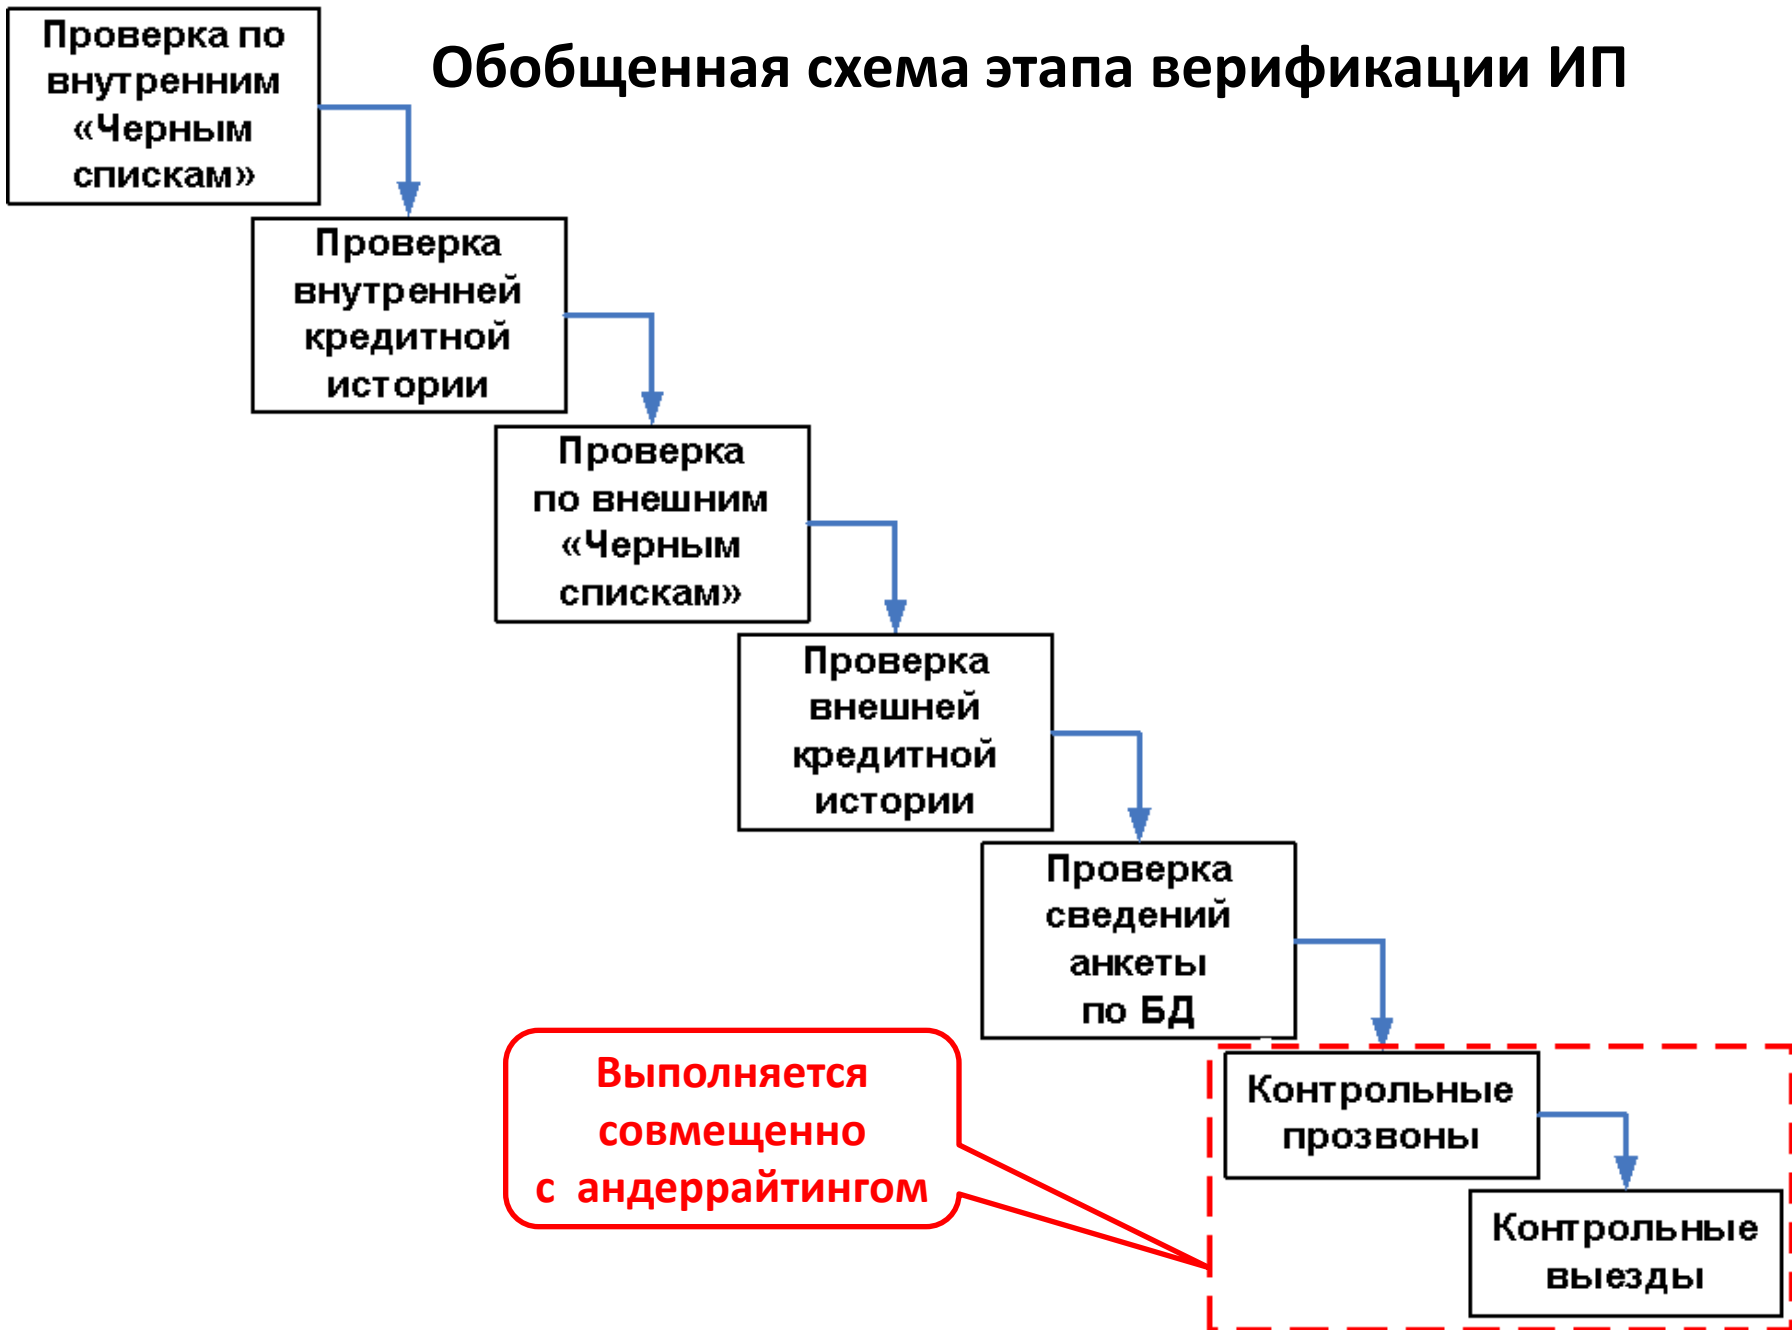 Обобщенная схема этапа верификации ИП
Проверка по
внутренним
«Черным
спискам»
Проверка
внутренней
кредитной
истории
Проверка
по внешним
«Черным
спискам»
Проверка
внешней
кредитной
истории
Проверка
сведений
анкеты
по БД
Выполняется
совмещенно
с андеррайтингом
Контрольные
прозвоны
Контрольные
выезды